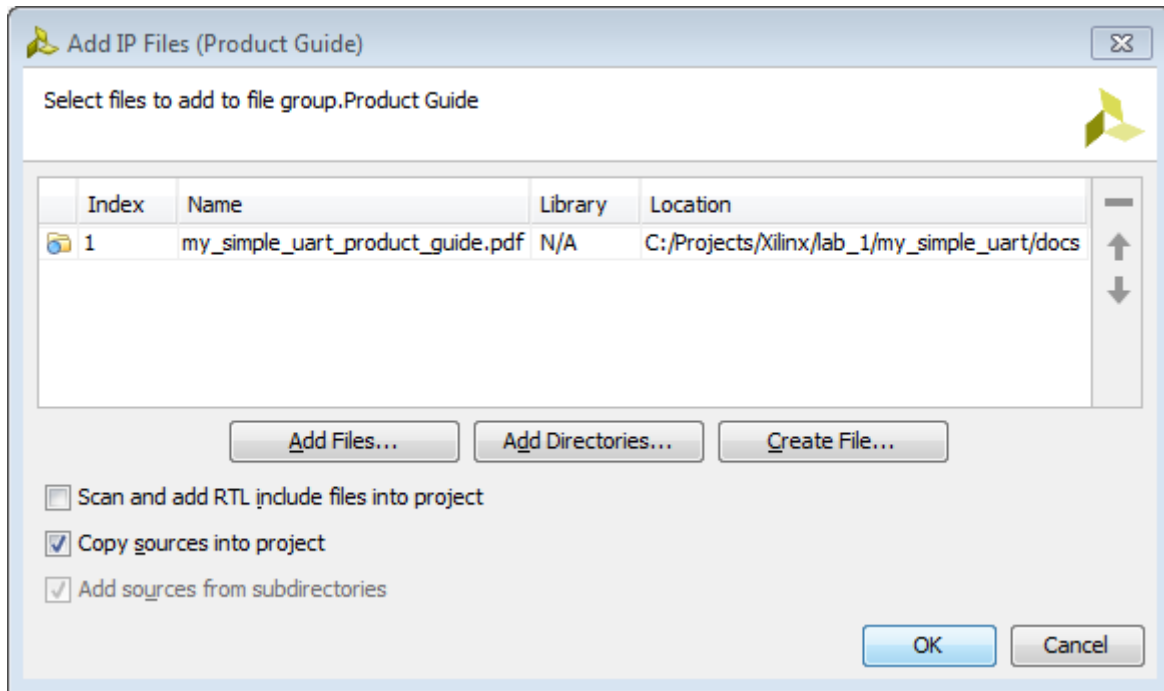 Add IP Files (Product Guide)
Select files to add to file group.Product Guide
Index Name Library Location
1 my_simple_uart_product_guide.pdf N/A C:/Projects/Xilinx/lab_1/my_simple_uart/docs
Add Files... Add Directories... Create File...
Scan and add RTL include files into project
Copy sources into project
Add sources from subdirectories
OK Cancel